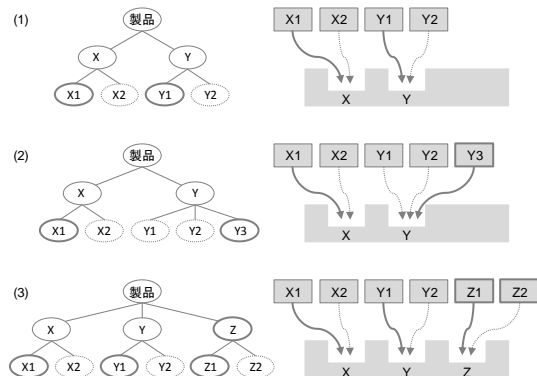 (1)
製品
X Y
X1 X2 Y1 Y2
X1 X2 Y1 Y2
X Y
(2)
製品
X Y
X1 X2 Y1 Y2 Y3
X1 X2 Y1 Y2 Y3
X Y
(3)
製品
X Y Z
X1 X2 Y1 Y2 Z1 Z2
X1 X2 Y1 Y2 Z1 Z2
X Y Z